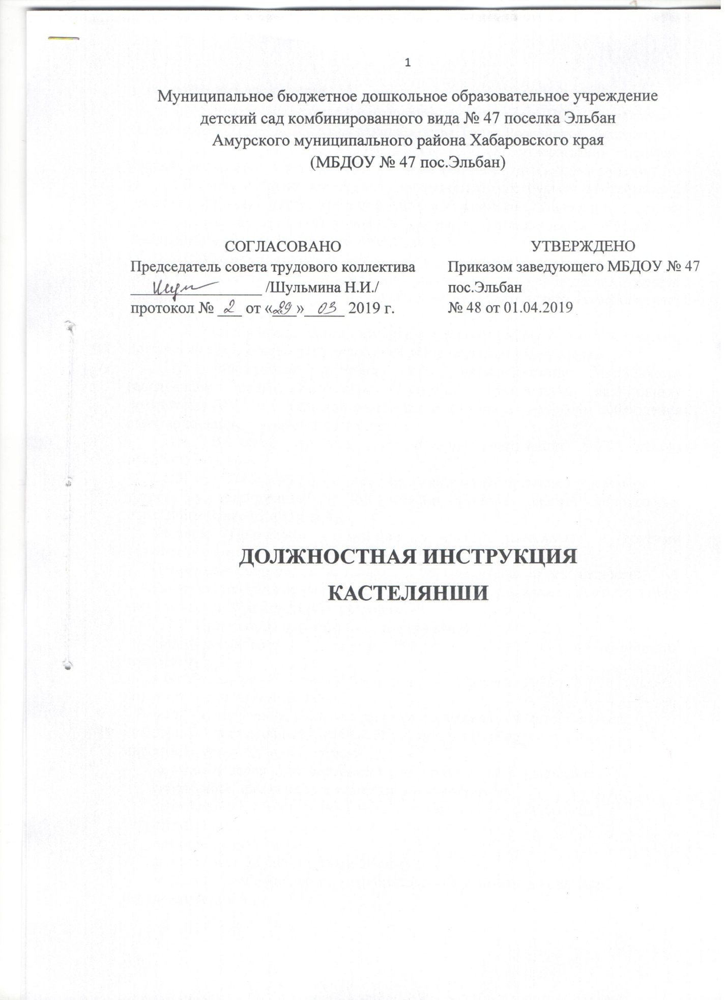 1
Муниципальное бюджетное дошкольное образовательное учреждение
детский сад комбинированного вида № 47 поселка Эльбан
Амурского муниципального района Хабаровского края
(МБДОУ № 47 пос.Эльбан)
СОГЛАСОВАНО
Председатель совета трудового коллектива
/Шульмина Н.И./
протокол № 2 от «29» 03 2019 г.
УТВЕРЖДЕНО
Приказом заведующего МБДОУ № 47
пос.Эльбан
№ 48 от 01.04.2019
ДОЛЖНОСТНАЯ ИНСТРУКЦИЯ
КАСТЕЛЯНШИ